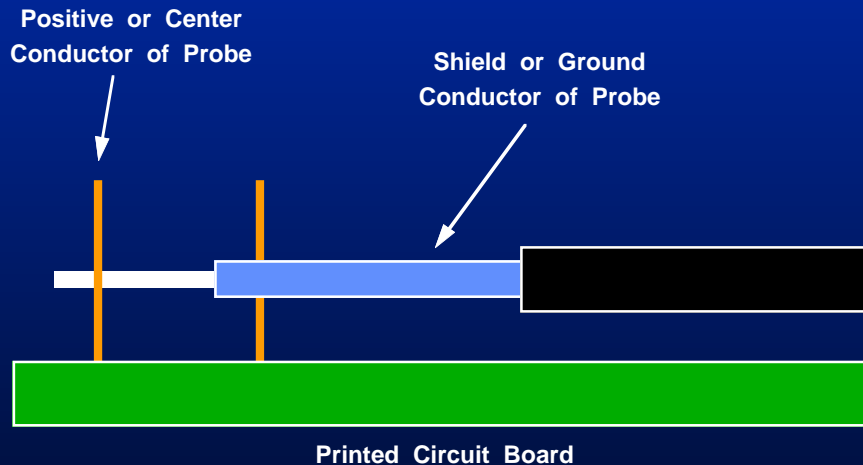 Positive or Center
Conductor of Probe
Shield or Ground
Conductor of Probe
Printed Circuit Board